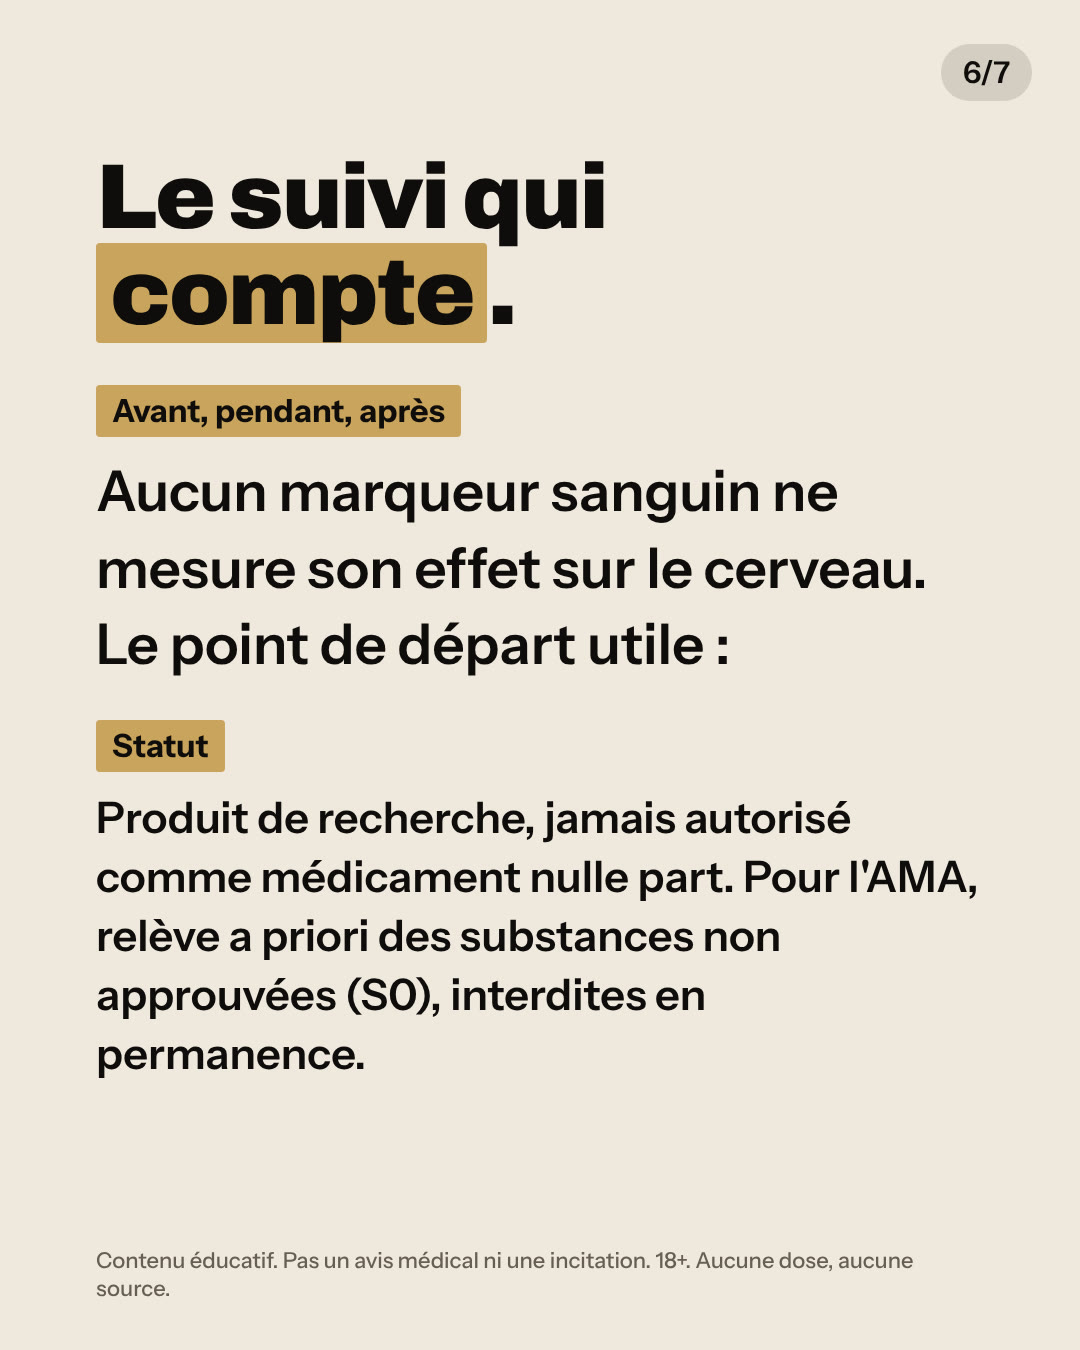 6/7
Le suivi qui
compte.
Avant, pendant, après
Aucun marqueur sanguin ne
mesure son effet sur le cerveau.
Le point de départ utile :
Statut
Produit de recherche, jamais autorisé
comme médicament nulle part. Pour l'AMA,
relève a priori des substances non
approuvées (S0), interdites en
permanence.
Contenu éducatif. Pas un avis médical ni une incitation. 18+. Aucune dose, aucune
source.